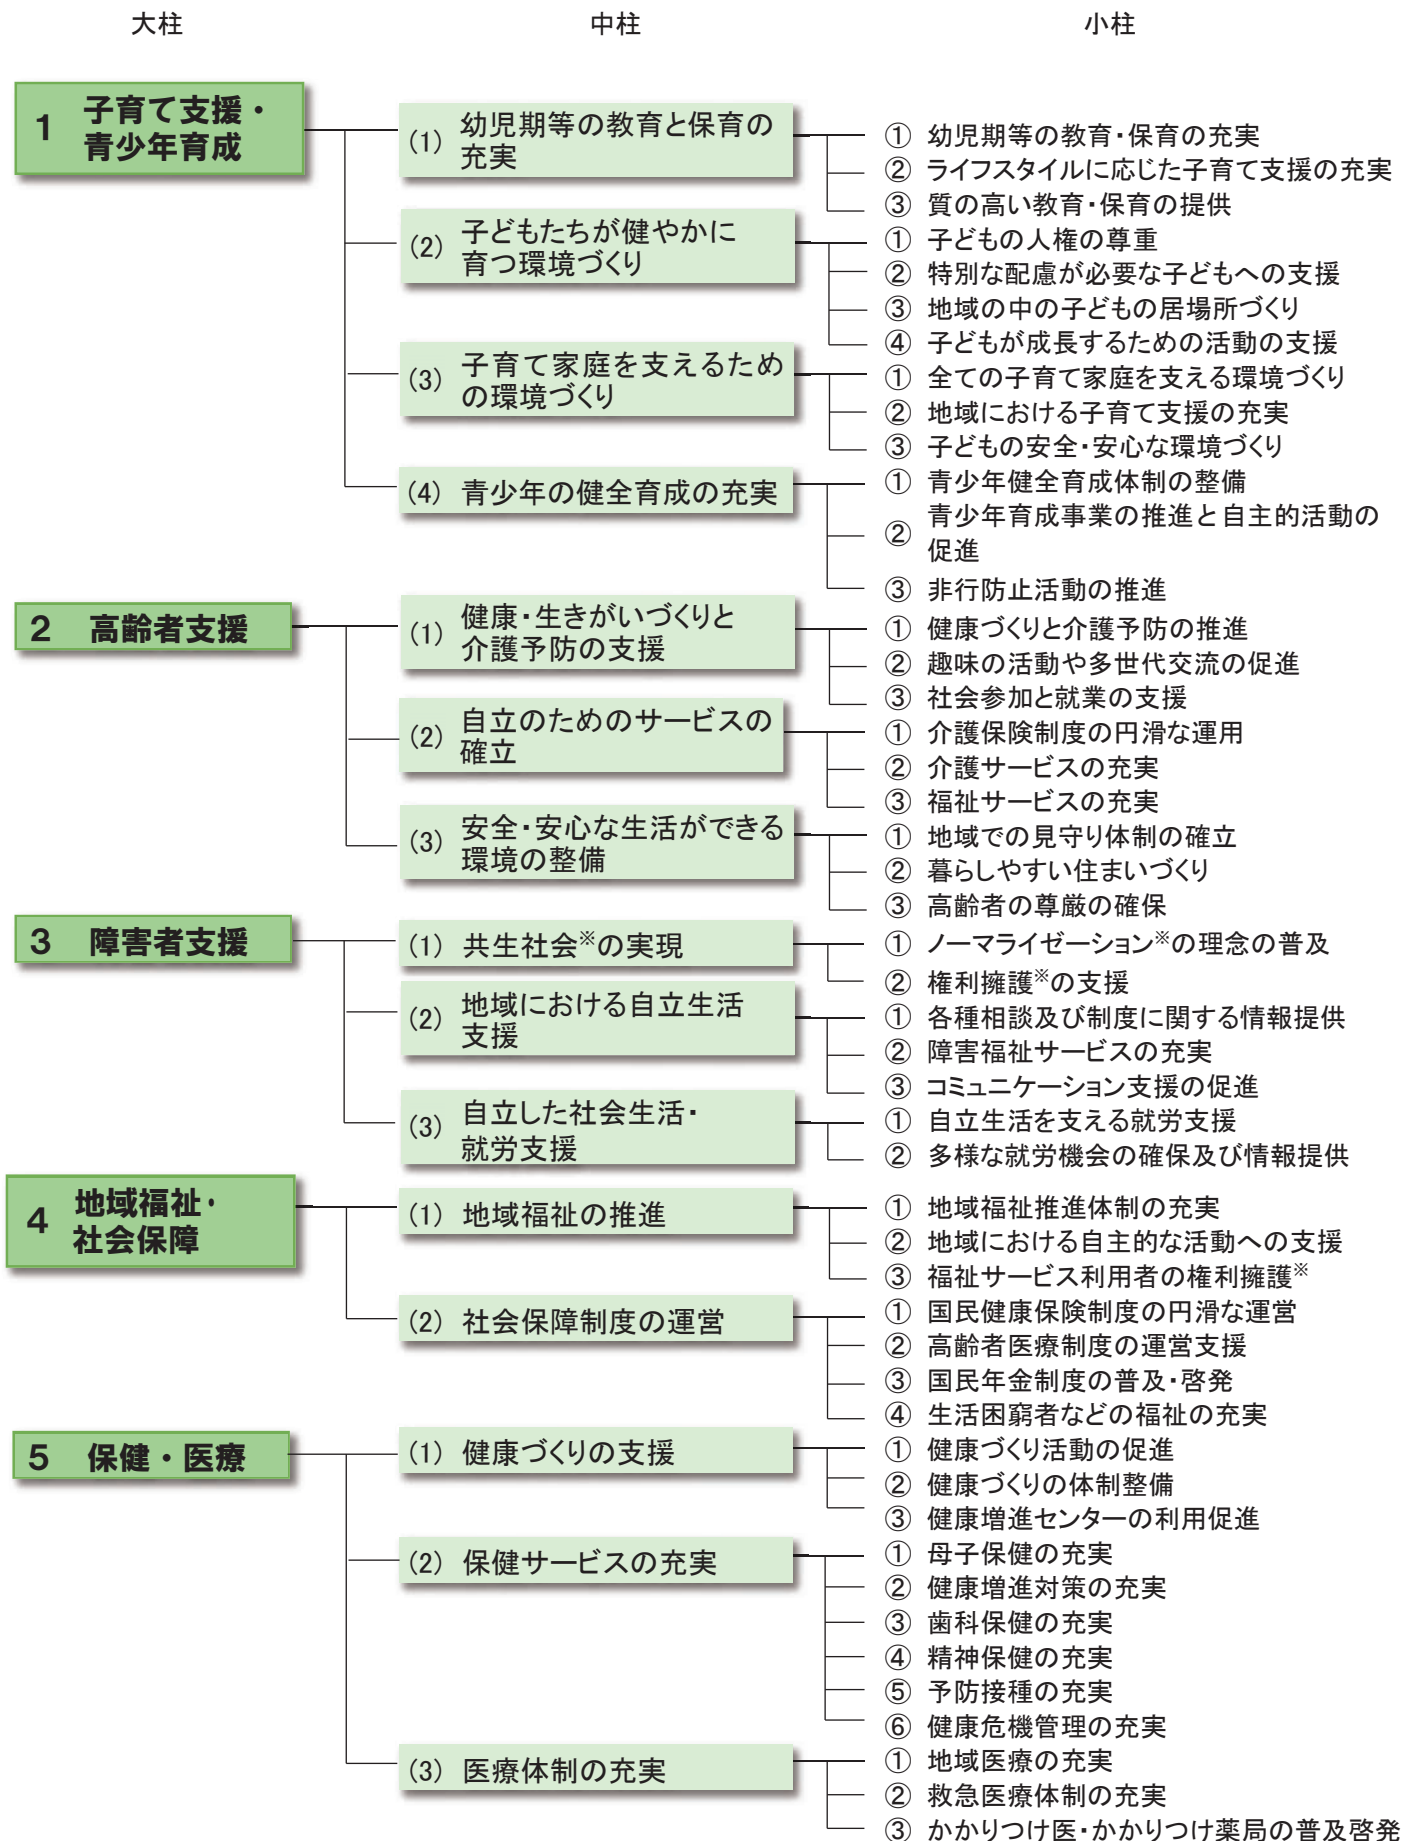 大柱 中柱 小柱
1 子育て支援・
青少年育成
(1) 幼児期等の教育と保育の
充実
① 幼児期等の教育・保育の充実
② ライフスタイルに応じた子育て支援の充実
③ 質の高い教育・保育の提供
(2) 子どもたちが健やかに
育つ環境づくり
① 子どもの人権の尊重
② 特別な配慮が必要な子どもへの支援
③ 地域の中の子どもの居場所づくり
④ 子どもが成長するための活動の支援
(3) 子育て家庭を支えるため
の環境づくり
① 全ての子育て家庭を支える環境づくり
② 地域における子育て支援の充実
③ 子どもの安全・安心な環境づくり
(4) 青少年の健全育成の充実
① 青少年健全育成体制の整備
② 青少年育成事業の推進と自主的活動の
促進
③ 非行防止活動の推進
2 高齢者支援
(1) 健康・生きがいづくりと
介護予防の支援
① 健康づくりと介護予防の推進
② 趣味の活動や多世代交流の促進
③ 社会参加と就業の支援
(2) 自立のためのサービスの
確立
① 介護保険制度の円滑な運用
② 介護サービスの充実
③ 福祉サービスの充実
(3) 安全・安心な生活ができる
環境の整備
① 地域での見守り体制の確立
② 暮らしやすい住まいづくり
③ 高齢者の尊厳の確保
3 障害者支援
(1) 共生社会※の実現
① ノーマライゼーション※の理念の普及
② 権利擁護※の支援
(2) 地域における自立生活
支援
① 各種相談及び制度に関する情報提供
② 障害福祉サービスの充実
③ コミュニケーション支援の促進
(3) 自立した社会生活・
就労支援
① 自立生活を支える就労支援
② 多様な就労機会の確保及び情報提供
4 地域福祉・
社会保障
(1) 地域福祉の推進
① 地域福祉推進体制の充実
② 地域における自主的な活動への支援
③ 福祉サービス利用者の権利擁護※
(2) 社会保障制度の運営
① 国民健康保険制度の円滑な運営
② 高齢者医療制度の運営支援
③ 国民年金制度の普及・啓発
④ 生活困窮者などの福祉の充実
5 保健・医療
(1) 健康づくりの支援
① 健康づくり活動の促進
② 健康づくりの体制整備
③ 健康増進センターの利用促進
(2) 保健サービスの充実
① 母子保健の充実
② 健康増進対策の充実
③ 歯科保健の充実
④ 精神保健の充実
⑤ 予防接種の充実
⑥ 健康危機管理の充実
(3) 医療体制の充実
① 地域医療の充実
② 救急医療体制の充実
③ かかりつけ医・かかりつけ薬局の普及啓発